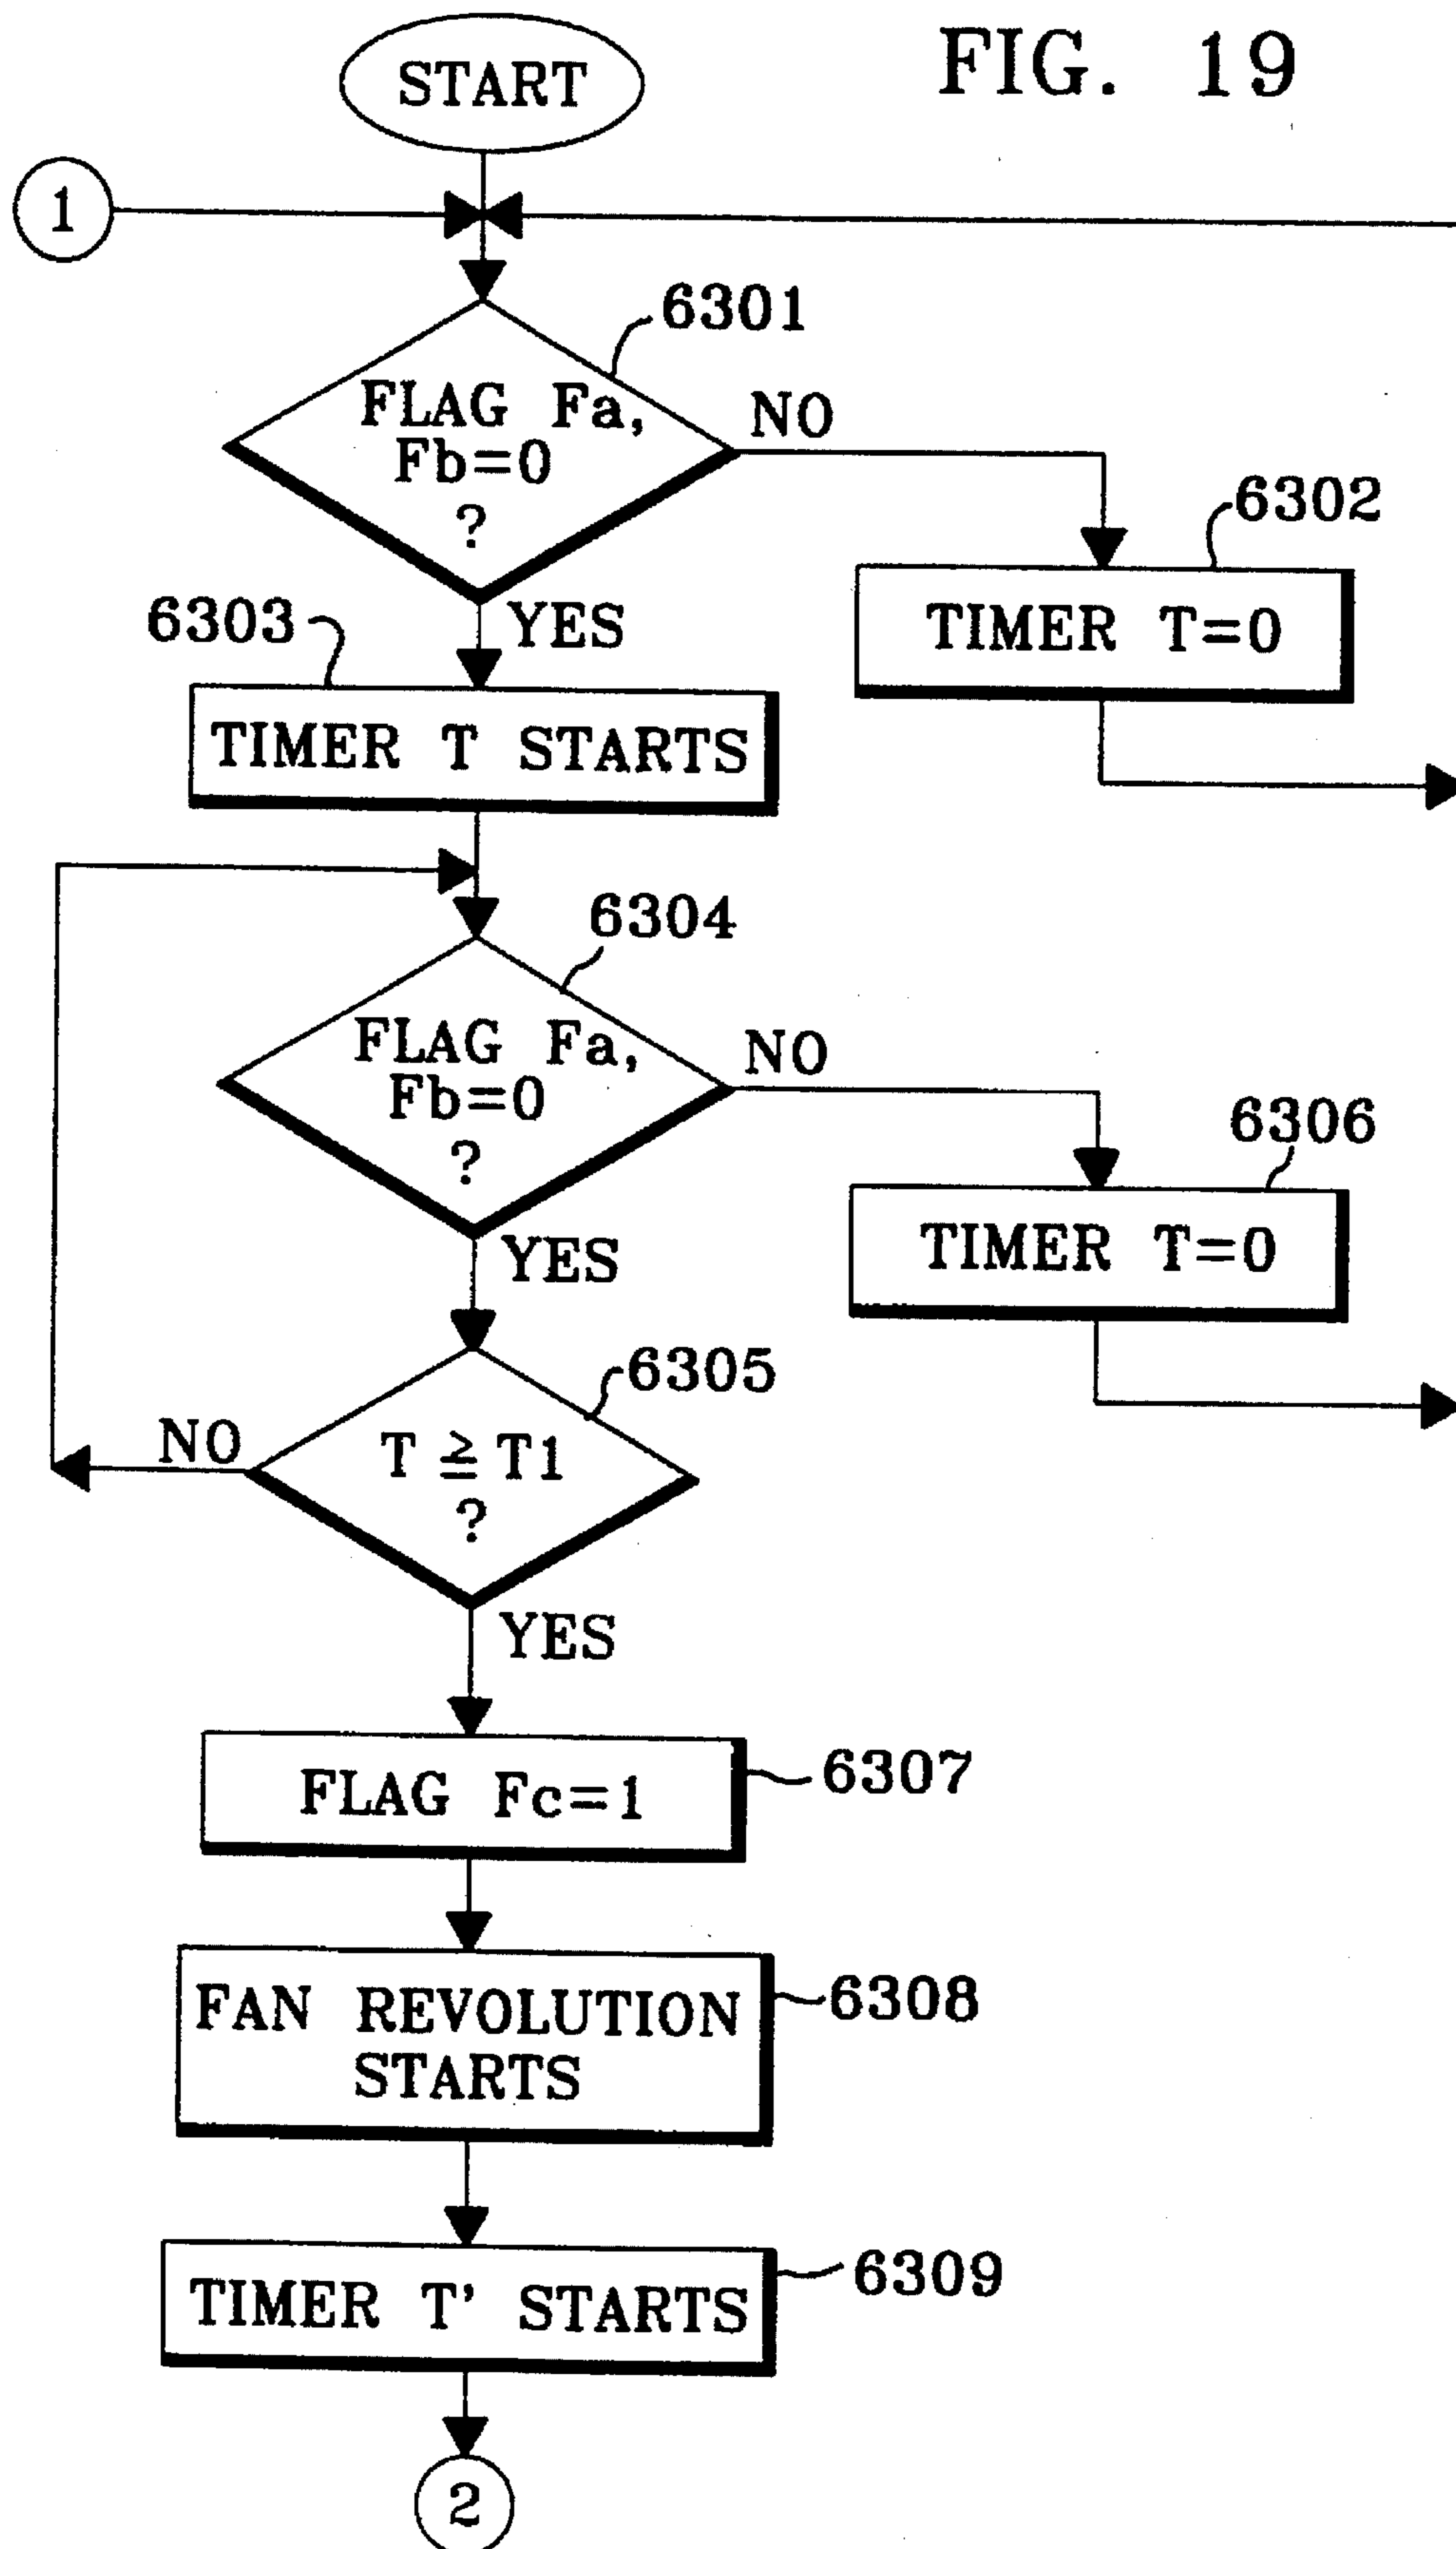 FIG. 19
START
1
6301
FLAG Fa,
Fb=0
?
NO
YES
6302
TIMER T=0
6303
TIMER T STARTS
6304
FLAG Fa,
Fb=0
?
NO
YES
6306
TIMER T=0
6305
T ≧ T1
?
NO
YES
FLAG Fc=1
6307
FAN REVOLUTION
STARTS
6308
TIMER T' STARTS
6309
2